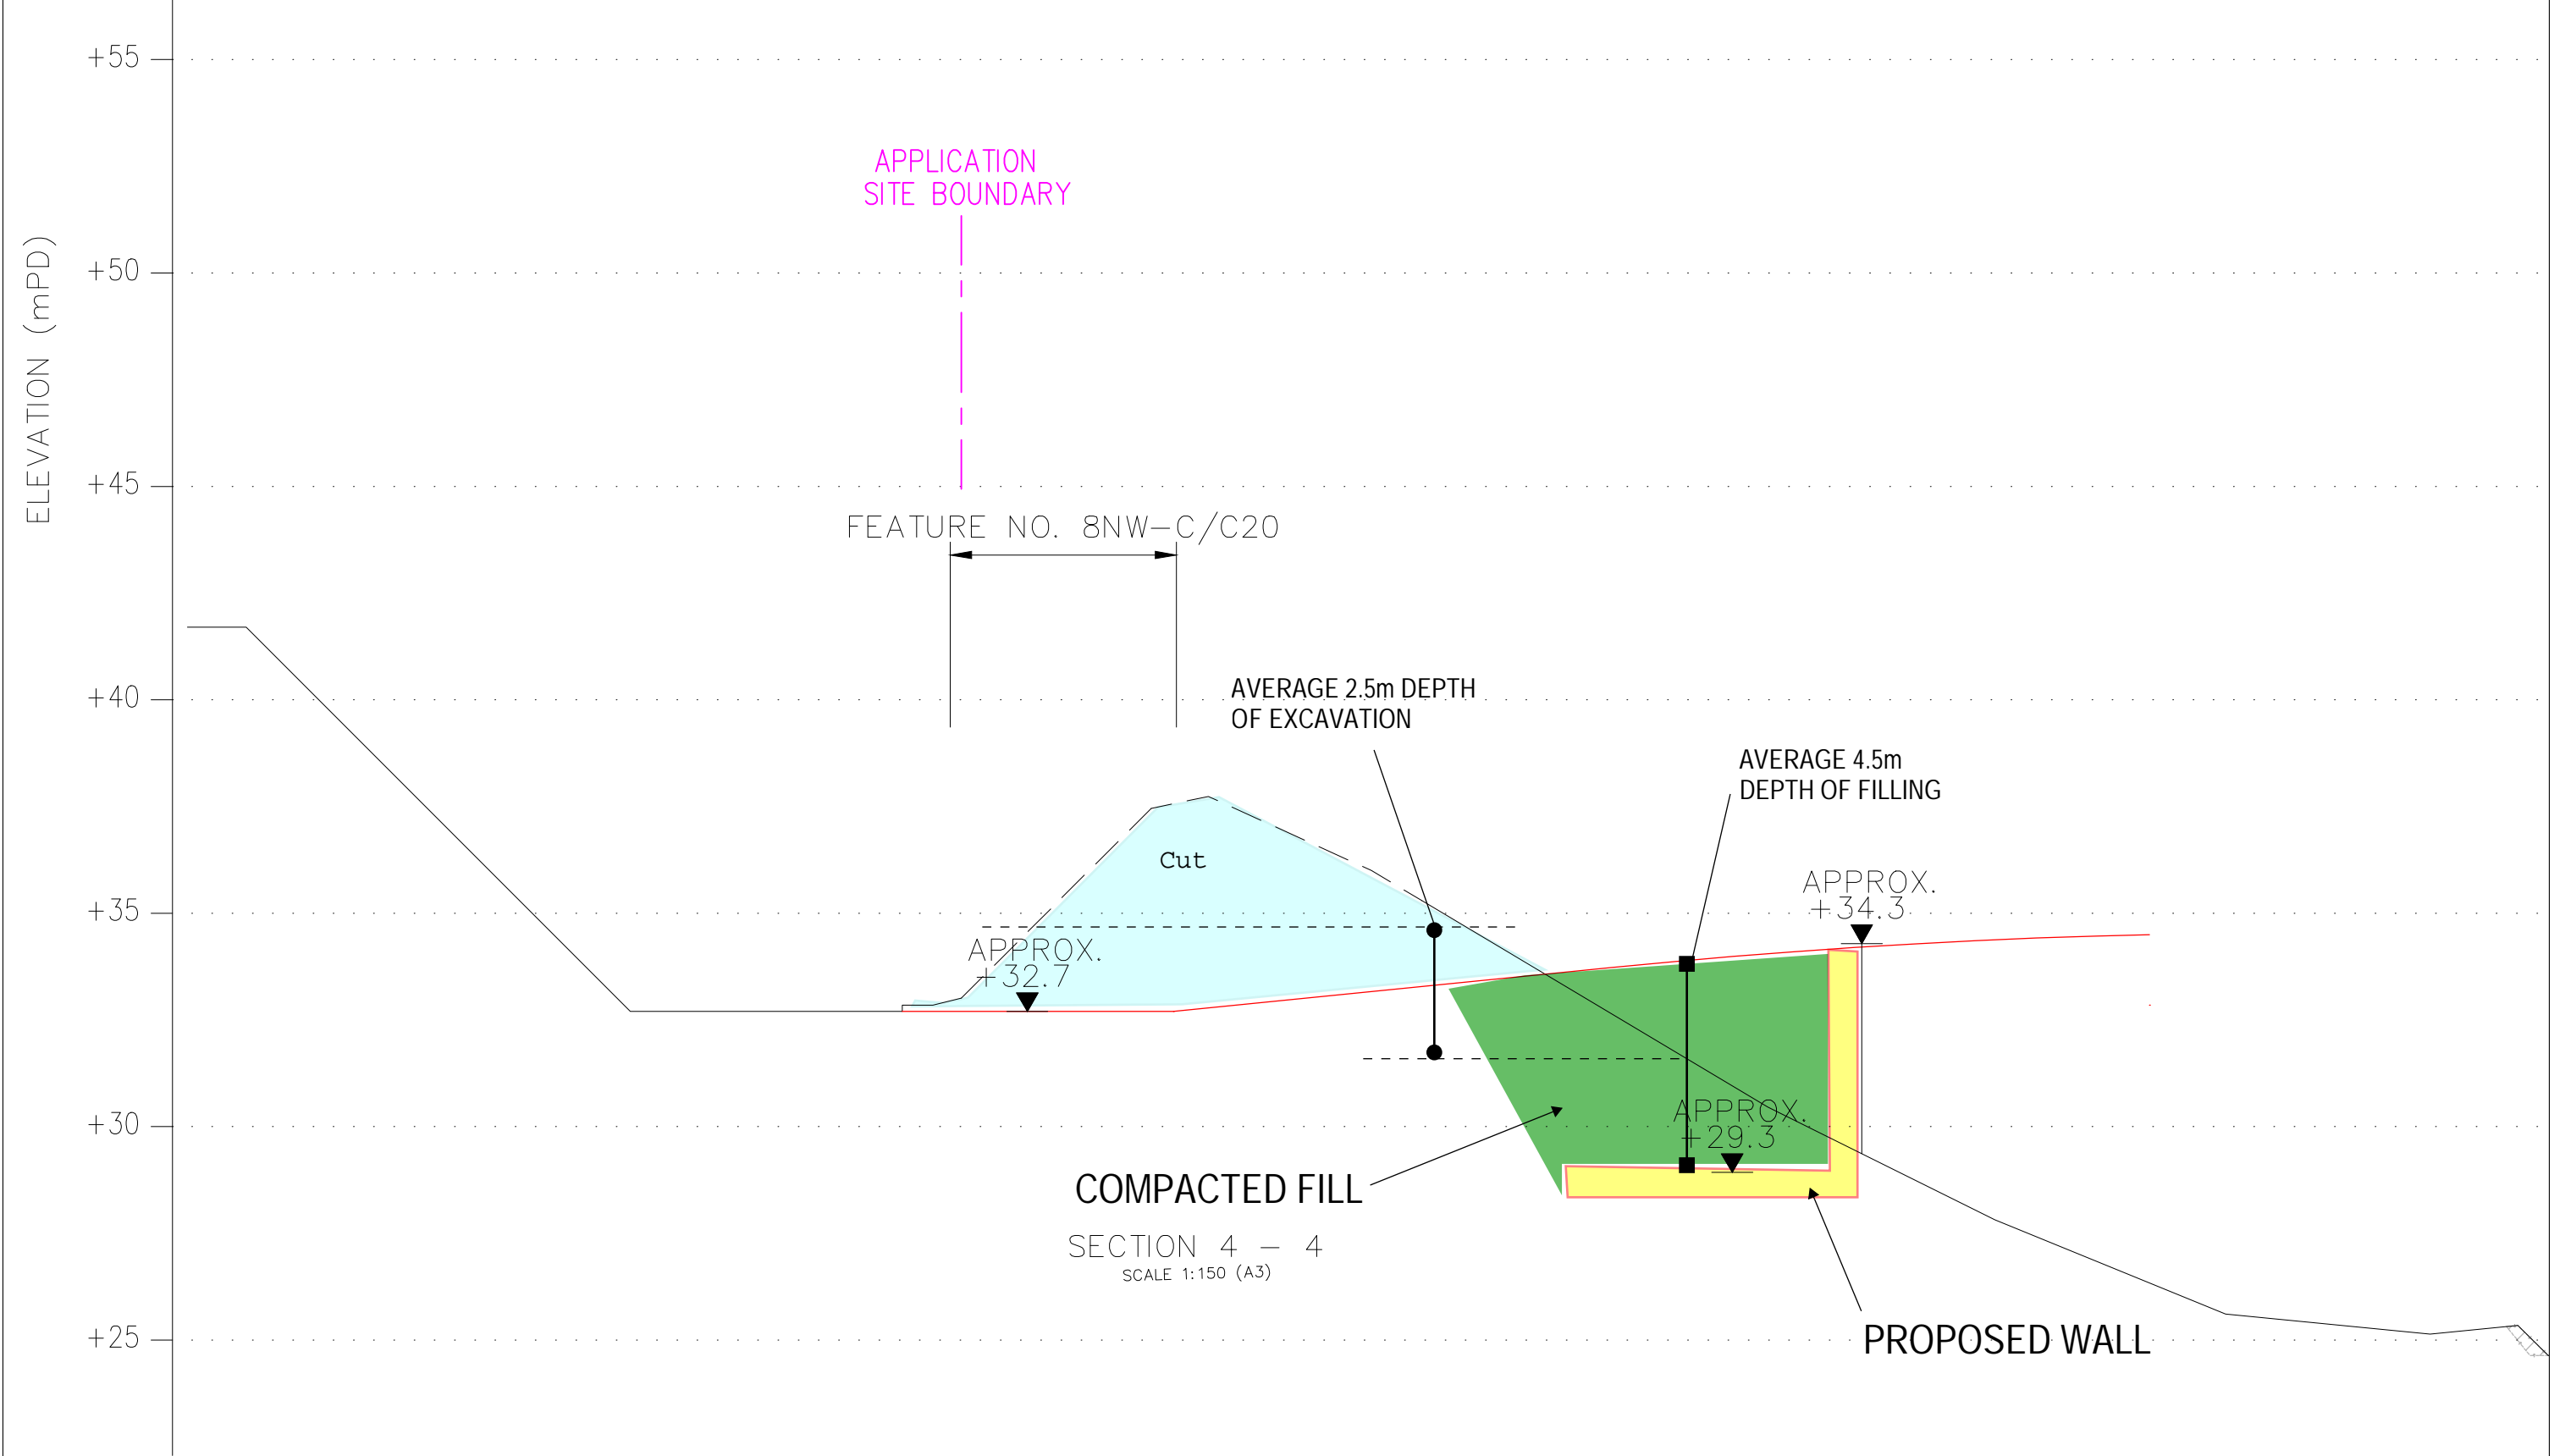 +55
APPLICATION
SITE BOUNDARY
ELEVATION (mPD)
+50
+45
FEATURE NO. 8NW-C/C20
+40
AVERAGE 2.5m DEPTH
OF EXCAVATION
AVERAGE 4.5m
DEPTH OF FILLING
Cut
+35
APPROX.
+34.3
APPROX.
+32.7
+30
APPROX.
+29.3
COMPACTED FILL
SECTION 4 - 4
SCALE 1:150 (A3)
+25
PROPOSED WALL